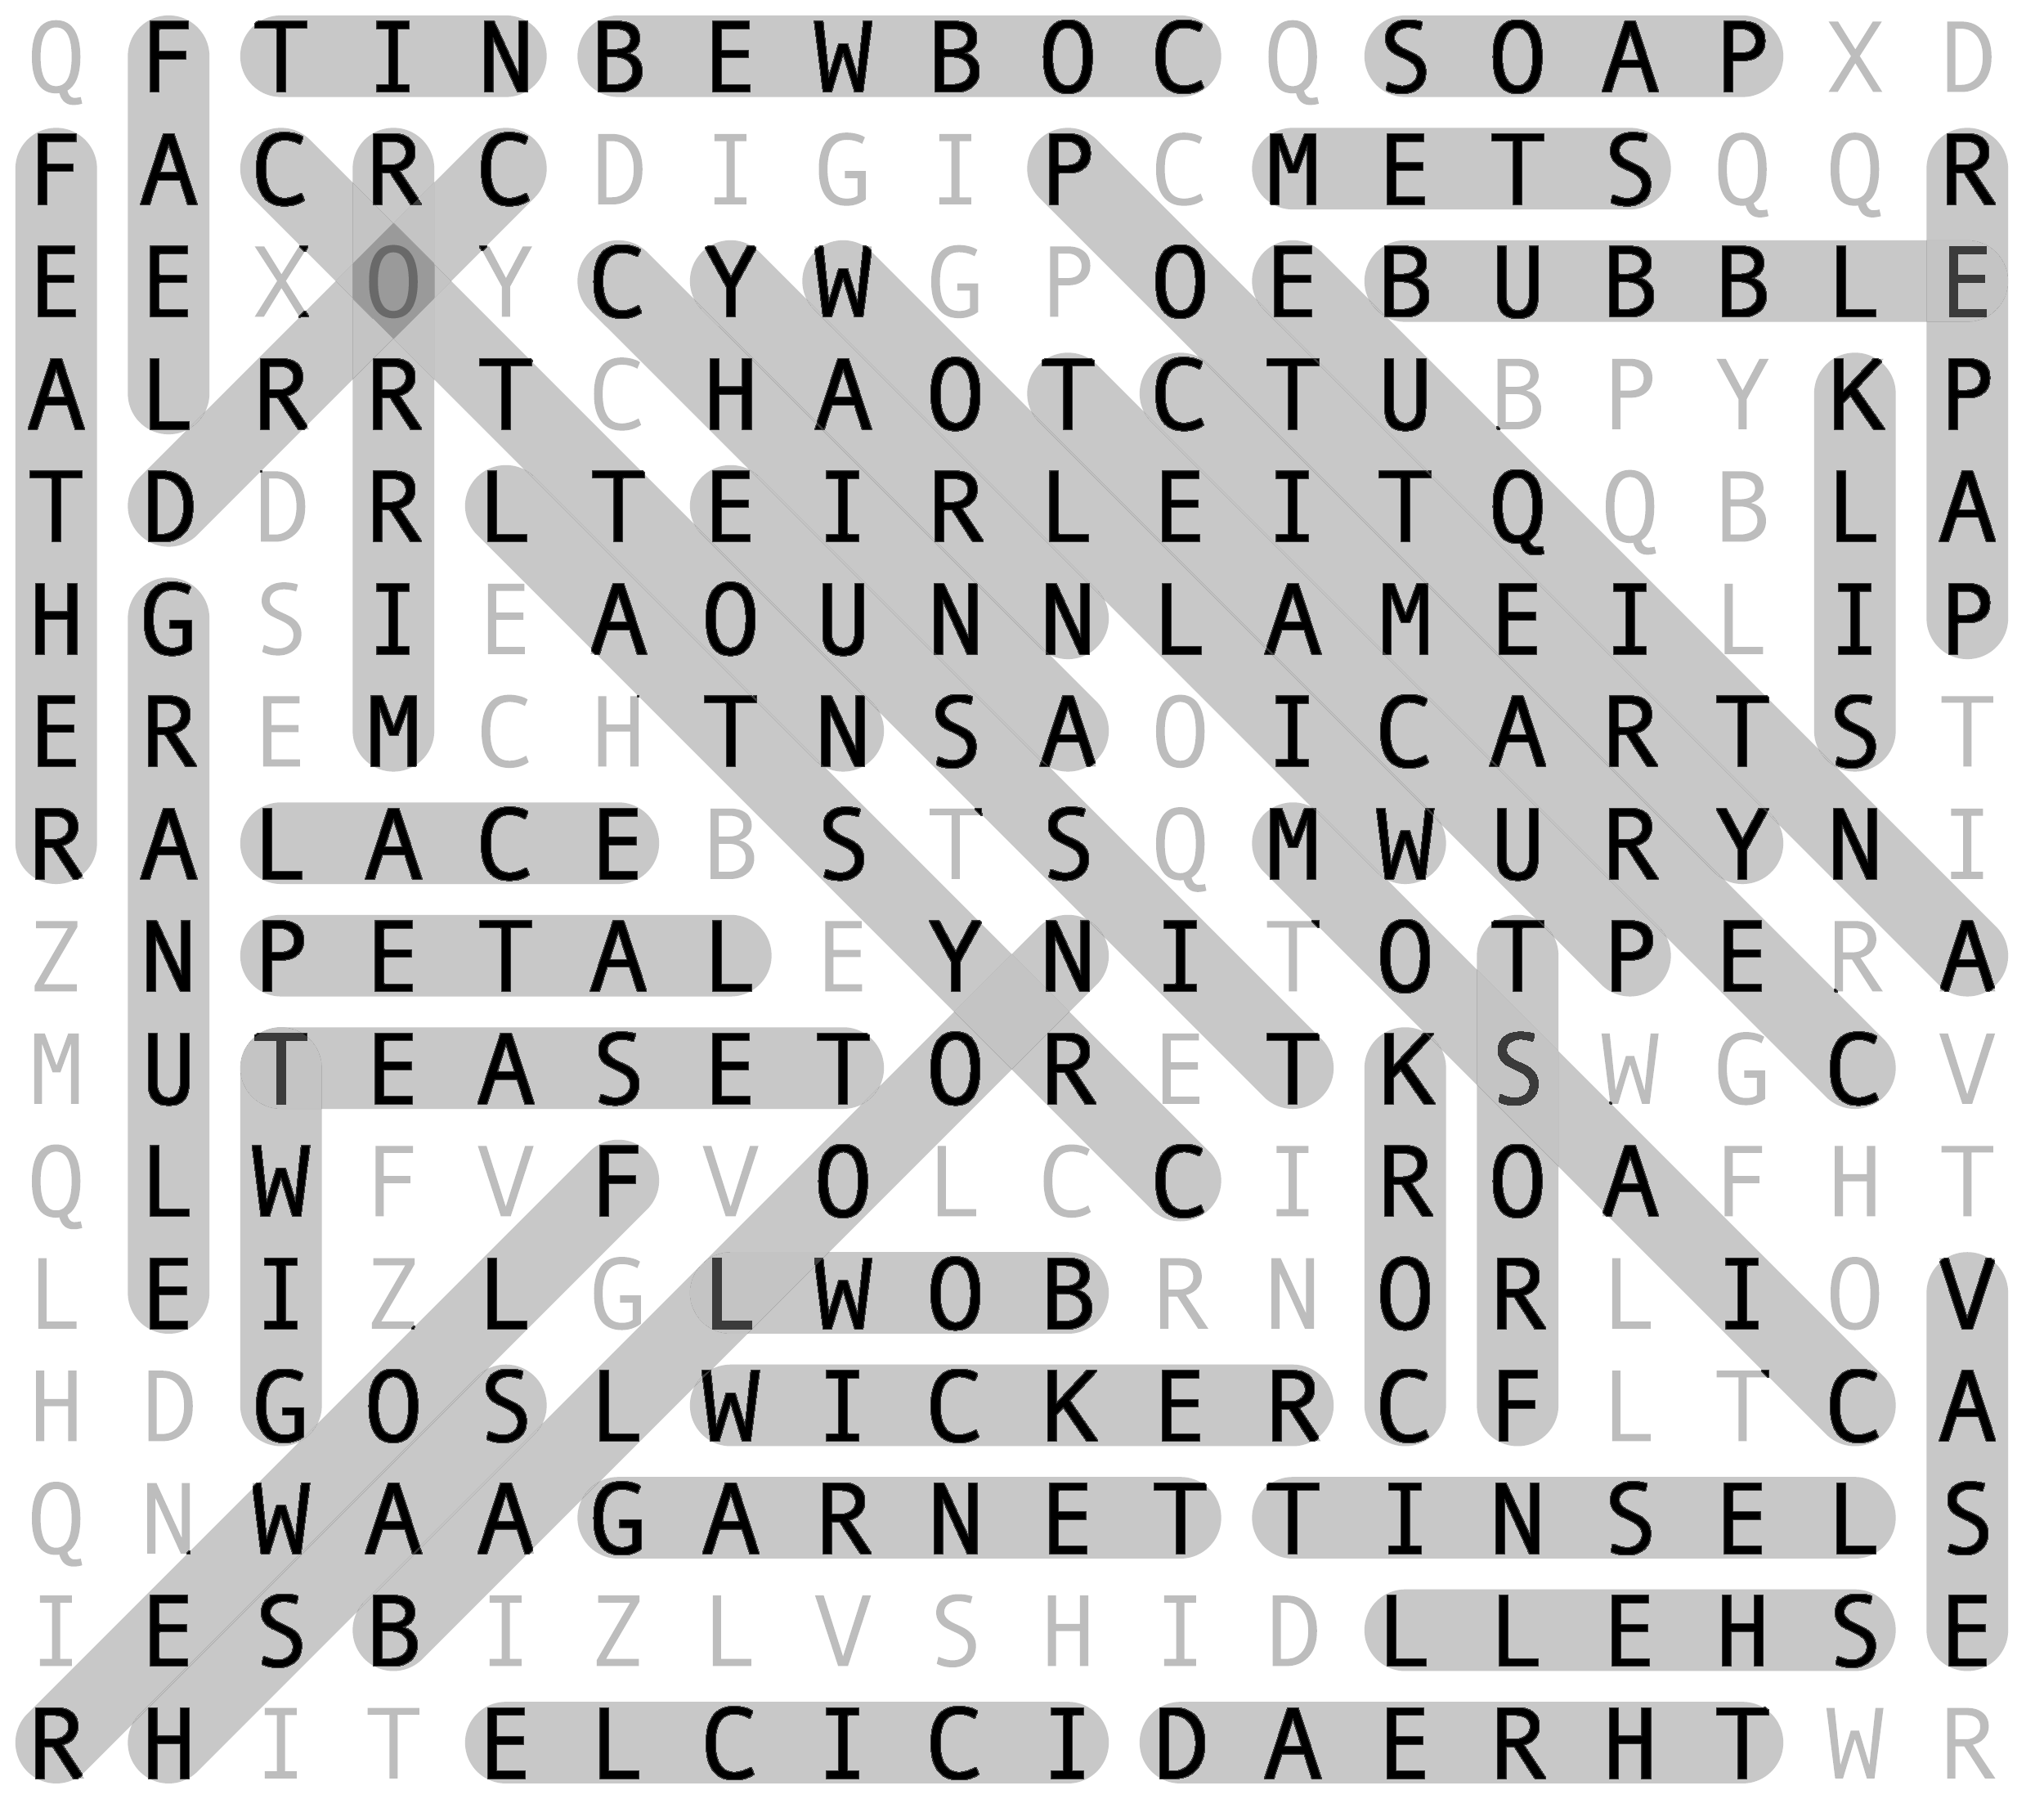 Q F T I N B E W B O C Q S O A P X D
F A C R C D I G I P C M E T S Q Q R
E E X O Y C Y W G P O E B U B B L E
A L R R T C H A O T C T U B P Y K P
T D D R L T E I R L E I T Q Q B L A
H G S I E A O U N N L A M E I L I P
E R E M C H T N S A O I C A R T S T
R A L A C E B S T S Q M W U R Y N I
Z N P E T A L E Y N I T O T P E R A
M U T E A S E T O R E T K S W G C V
Q L W F V F V O L C C I R O A F H T
L E I Z L G L W O B R N O R L I O V
H D G O S L W I C K E R C F L T C A
Q N W A A G A R N E T T I N S E L S
I E S B I Z L V S H I D L L E H S E
R H I T E L C I C I D A E R H T W R